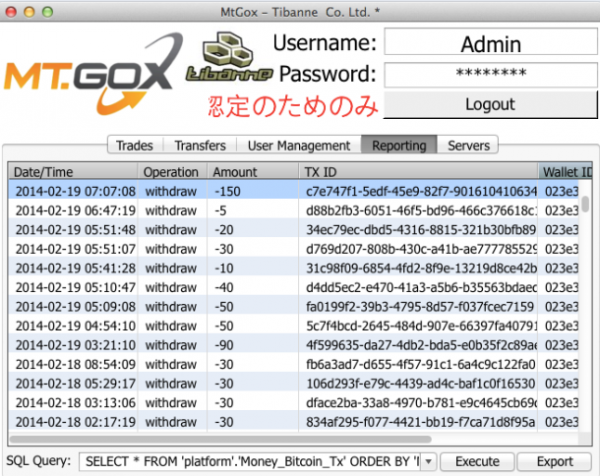 MtGox - Tibanne Co. Ltd. *
MT.GOX
tibanne
Username: Admin
Password: ********
認定のためのみ
Logout
Trades Transfers User Management Reporting Servers
Date/Time Operation Amount TX ID Wallet ID
2014-02-19 07:07:08 withdraw -150 c7e747f1-5edf-45e9-82f7-901610410634 023e3
2014-02-19 06:47:19 withdraw -5 d88b2fb3-6051-46f5-bd96-466c376618c1 023e3
2014-02-19 05:51:48 withdraw -20 34ec79ec-dbd5-4316-8815-321b30bfb89 023e3
2014-02-19 05:51:07 withdraw -30 d769d207-808b-430c-a41b-ae777785529 023e3
2014-02-19 05:41:28 withdraw -10 31c98f09-6854-4fd2-8f9e-13219d8ce42b 023e3
2014-02-19 05:10:47 withdraw -40 d4dd5ec2-e470-41a3-a5b6-b35563bdaec 023e3
2014-02-19 05:09:08 withdraw -50 fa0199f2-39b3-4795-8d57-f037fcec7159 023e3
2014-02-19 04:54:10 withdraw -50 5c7f4bcd-2645-484d-907e-66397fa40791 023e3
2014-02-19 03:21:10 withdraw -90 4f599635-da27-4db2-bda5-e0b35f2c89ae 023e3
2014-02-18 08:54:09 withdraw -30 fb6a3ad7-d655-4f57-91c1-6a4c9c122fa0 023e3
2014-02-18 05:29:17 withdraw -30 106d293f-e79c-4439-ad4c-baf1c0f16530 023e3
2014-02-18 03:13:06 withdraw -30 dface2ba-33a8-4970-b781-e9c4645cb69c 023e3
2014-02-18 02:17:19 withdraw -30 834af295-f077-4421-bb19-f7ca71d8f95a 023e3
SQL Query: SELECT * FROM 'platform'.'Money_Bitcoin_Tx' ORDER BY 'I Execute Export